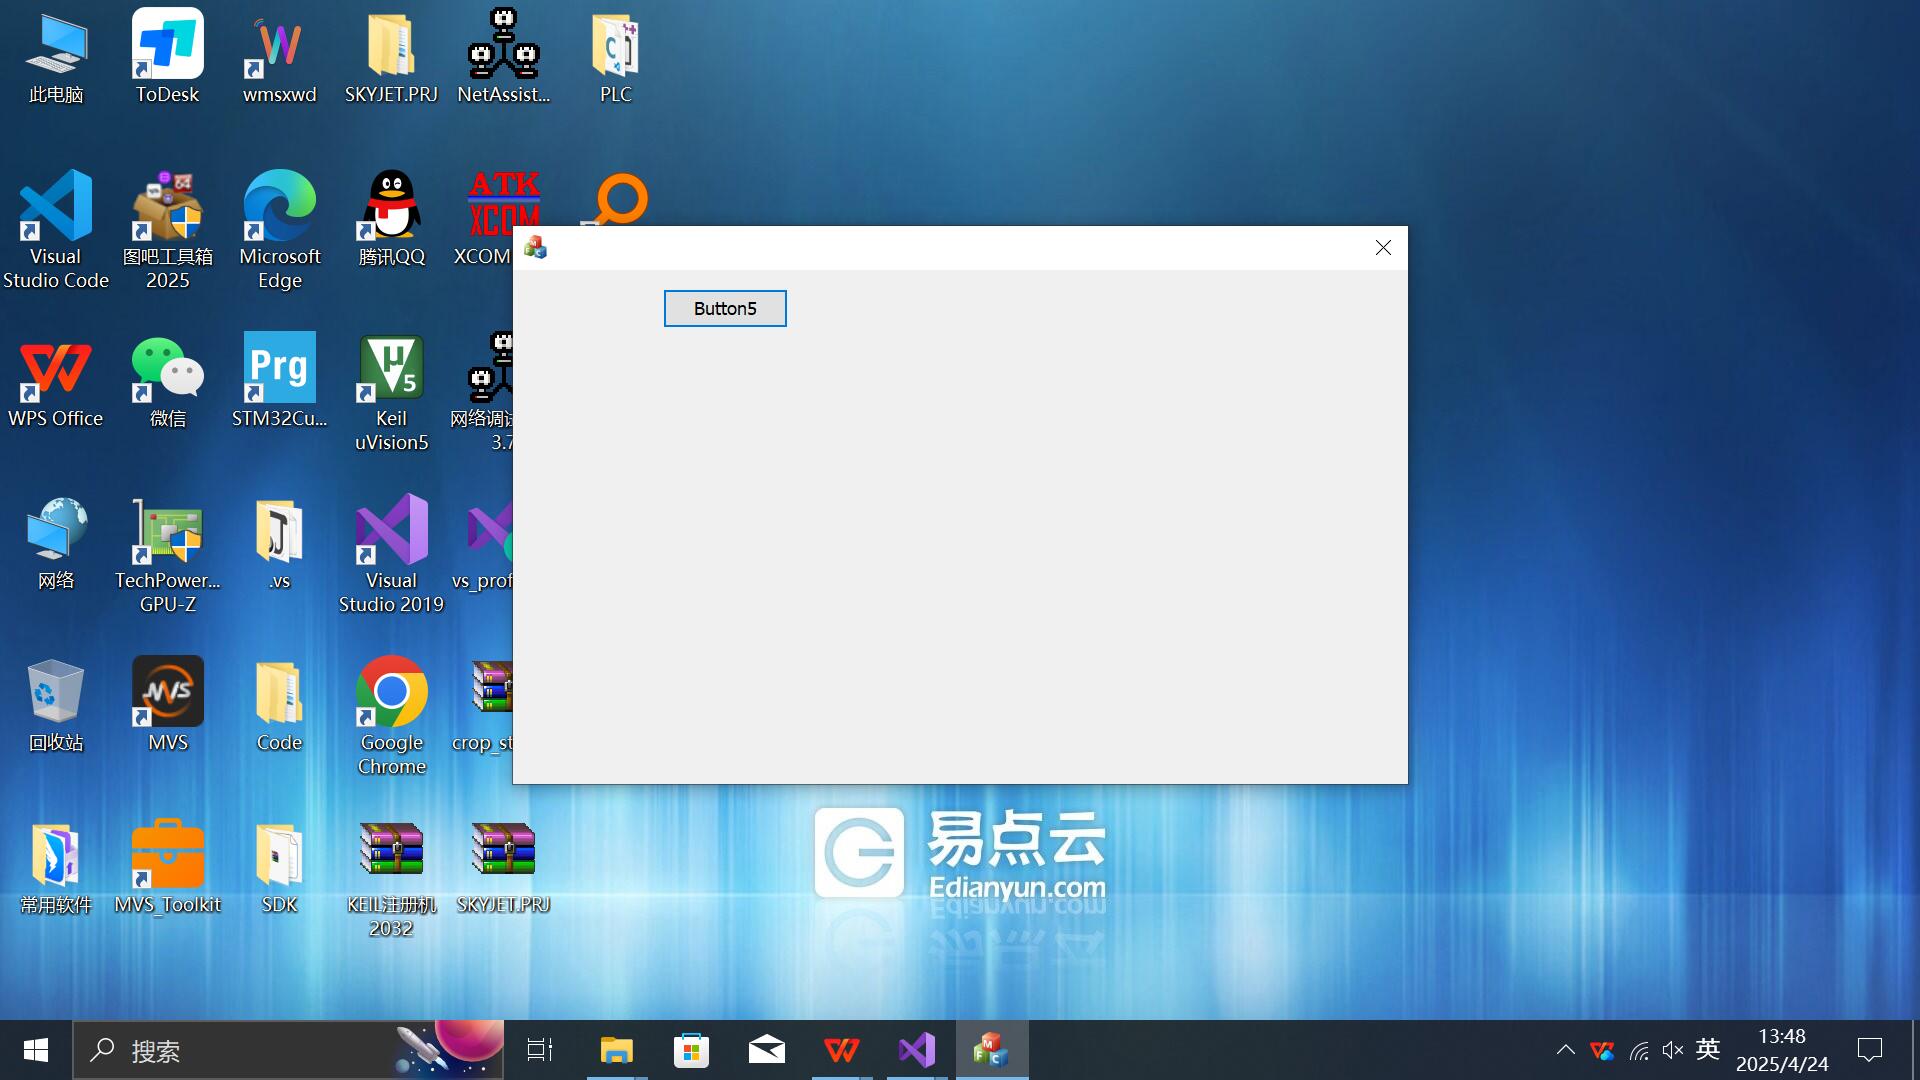 此电脑
ToDesk
wmsxwd
SKYJET.PRJ
NetAssist...
PLC
Visual
Studio Code
图吧工具箱
2025
Microsoft
Edge
腾讯QQ
ATK
XCOM
XCOM
Button5
WPS Office
微信
Prg
STM32Cu...
Keil
uVision5
网络调试
3.7
网络
TechPower...
GPU-Z
.vs
Visual
Studio 2019
vs_prof
回收站
MVS
MVS
Code
Google
Chrome
crop_st
常用软件
MVS_Toolkit
SDK
KEIL注册机
2032
SKYJET.PRJ
易点云
Edianyun.com
搜索
英
13:48
2025/4/24